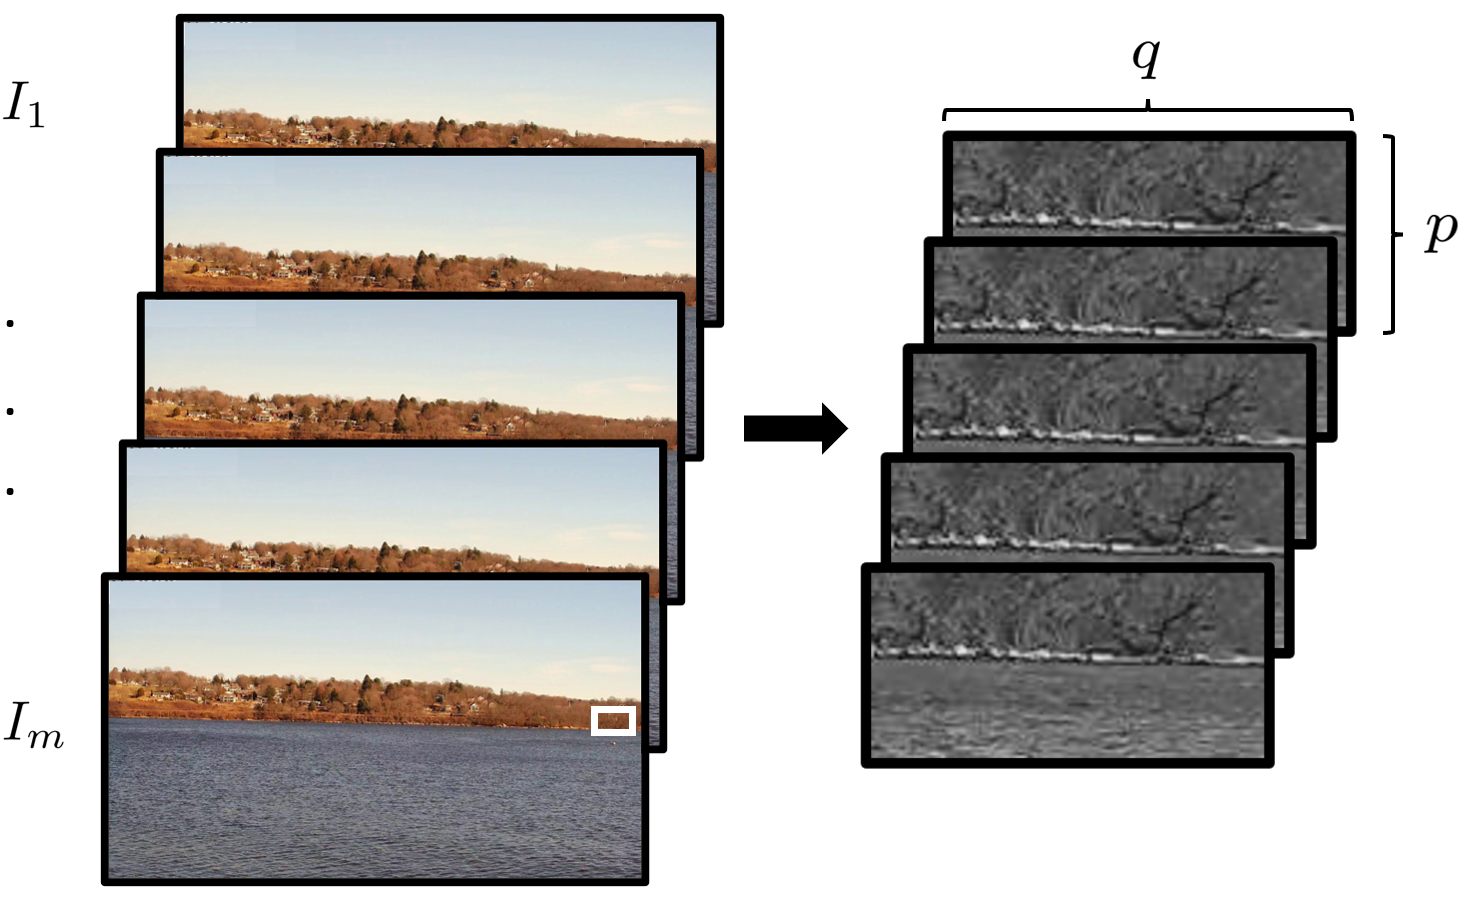 q
I₁
p
.
.
.
Iₘ